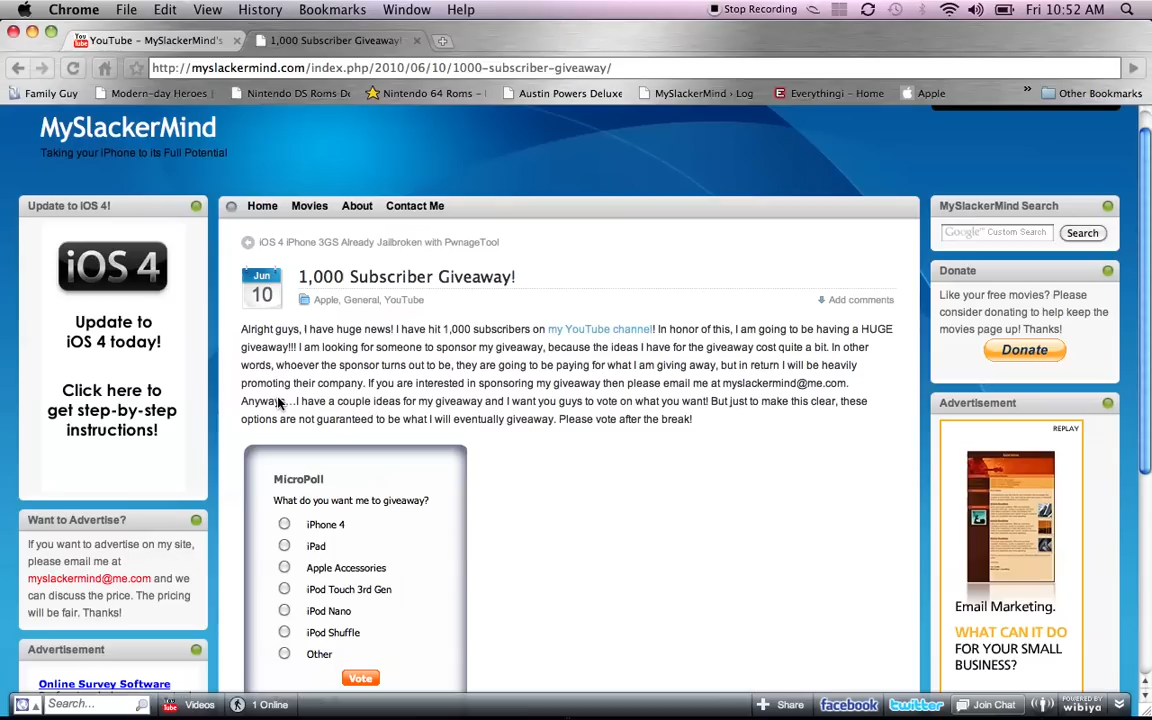 Chrome File Edit View History Bookmarks Window Help Stop Recording Fri 10:52 AM
YouTube - MySlackerMind's 1,000 Subscriber Giveaway!
http://myslackermind.com/index.php/2010/06/10/1000-subscriber-giveaway/
Family Guy Modern-day Heroes Nintendo DS Roms De Nintendo 64 Roms - Austin Powers Deluxe MySlackerMind › Log Everythingi - Home Apple » Other Bookmarks
MySlackerMind
Taking your iPhone to its Full Potential
Update to iOS 4!
iOS 4
Update to
iOS 4 today!
Click here to
get step-by-step
instructions!
Want to Advertise?
If you want to advertise on my site,
please email me at
myslackermind@me.com and we
can discuss the price. The pricing
will be fair. Thanks!
Advertisement
Online Survey Software
Home Movies About Contact Me
iOS 4 iPhone 3GS Already Jailbroken with PwnageTool
Jun
10
1,000 Subscriber Giveaway!
Apple, General, YouTube Add comments
Alright guys, I have huge news! I have hit 1,000 subscribers on my YouTube channel! In honor of this, I am going to be having a HUGE
giveaway!!! I am looking for someone to sponsor my giveaway, because the ideas I have for the giveaway cost quite a bit. In other
words, whoever the sponsor turns out to be, they are going to be paying for what I am giving away, but in return I will be heavily
promoting their company. If you are interested in sponsoring my giveaway then please email me at myslackermind@me.com.
Anyway...I have a couple ideas for my giveaway and I want you guys to vote on what you want! But just to make this clear, these
options are not guaranteed to be what I will eventually giveaway. Please vote after the break!
MicroPoll
What do you want me to giveaway?
iPhone 4
iPad
Apple Accessories
iPod Touch 3rd Gen
iPod Nano
iPod Shuffle
Other
Vote
MySlackerMind Search
Google Custom Search Search
Donate
Like your free movies? Please
consider donating to help keep the
movies page up! Thanks!
Donate
Advertisement
REPLAY
Email Marketing.
WHAT CAN IT DO
FOR YOUR SMALL
BUSINESS?
Search... Videos 1 Online Share facebook twitter Join Chat POWERED BY wibiya